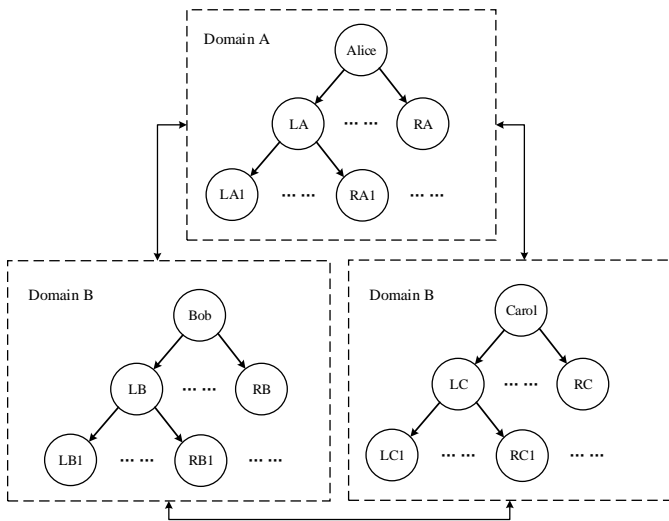 Domain A
Alice
LA
... ...
RA
LA1
... ...
RA1
... ...
Domain B
Bob
LB
... ...
RB
LB1
... ...
RB1
... ...
Domain B
Carol
LC
... ...
RC
LC1
... ...
RC1
... ...